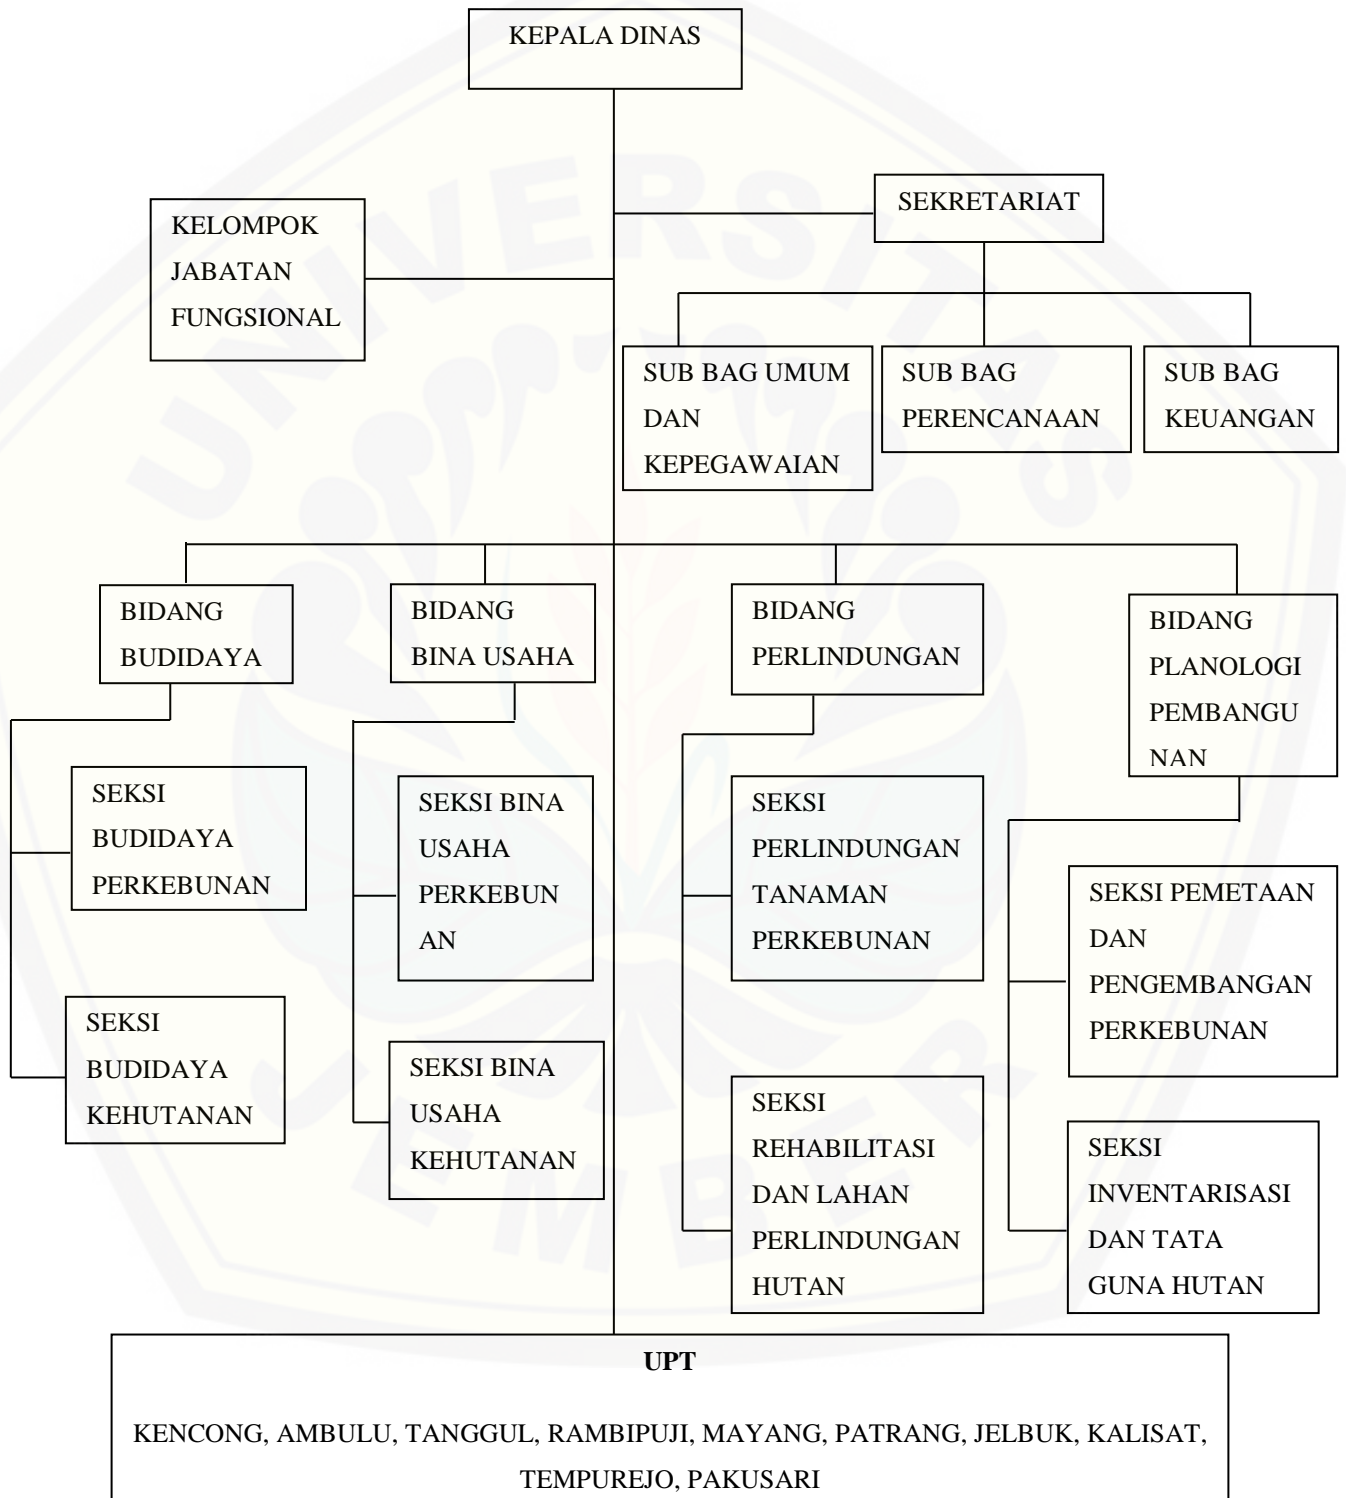 KEPALA DINAS
SEKRETARIAT
KELOMPOK
JABATAN
FUNGSIONAL
SUB BAG UMUM
DAN
KEPEGAWAIAN
SUB BAG
PERENCANAAN
SUB BAG
KEUANGAN
BIDANG
BUDIDAYA
BIDANG
BINA USAHA
BIDANG
PERLINDUNGAN
BIDANG
PLANOLOGI
PEMBANGU
NAN
SEKSI
BUDIDAYA
PERKEBUNAN
SEKSI BINA
USAHA
PERKEBUN
AN
SEKSI
PERLINDUNGAN
TANAMAN
PERKEBUNAN
SEKSI PEMETAAN
DAN
PENGEMBANGAN
PERKEBUNAN
SEKSI
BUDIDAYA
KEHUTANAN
SEKSI BINA
USAHA
KEHUTANAN
SEKSI
REHABILITASI
DAN LAHAN
PERLINDUNGAN
HUTAN
SEKSI
INVENTARISASI
DAN TATA
GUNA HUTAN
UPT
KENCONG, AMBULU, TANGGUL, RAMBIPUJI, MAYANG, PATRANG, JELBUK, KALISAT,
TEMPUREJO, PAKUSARI
UNIVERSITAS
JEMBER